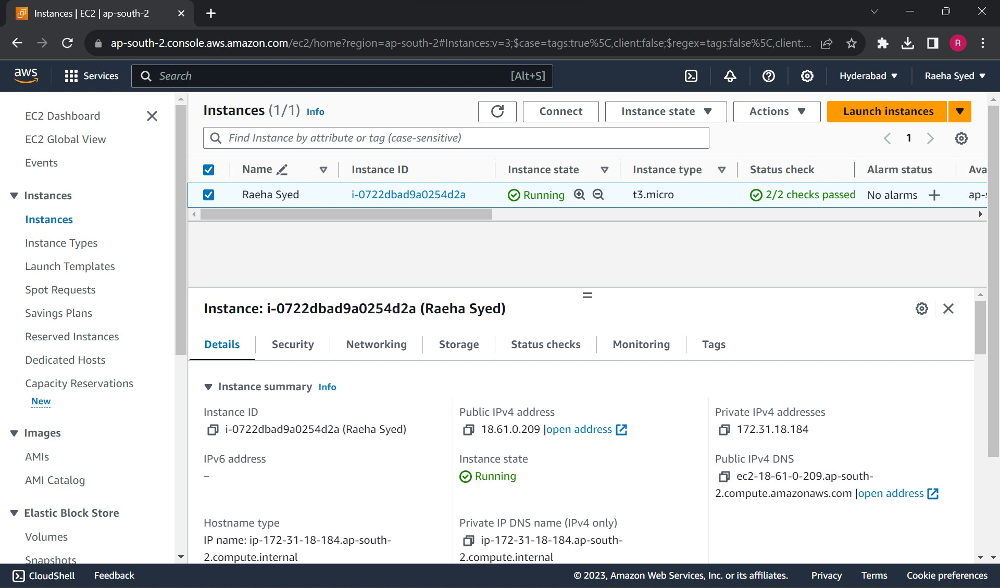 Instances | EC2 | ap-south-2
ap-south-2.console.aws.amazon.com/ec2/home?region=ap-south-2#Instances:v=3;$case=tags:true%5C,client:false;$regex=tags:false%5C,client:...
R
aws
Services
Search [Alt+S]
Hyderabad
Raeha Syed
EC2 Dashboard
EC2 Global View
Events
Instances
Instances
Instance Types
Launch Templates
Spot Requests
Savings Plans
Reserved Instances
Dedicated Hosts
Capacity Reservations
New
Images
AMIs
AMI Catalog
Elastic Block Store
Volumes
Snapshots
Instances (1/1) Info
Connect
Instance state
Actions
Launch instances
Find Instance by attribute or tag (case-sensitive)
1
Name Instance ID Instance state Instance type Status check Alarm status Ava
Raeha Syed i-0722dbad9a0254d2a Running t3.micro 2/2 checks passed No alarms ap-s
Instance: i-0722dbad9a0254d2a (Raeha Syed)
Details Security Networking Storage Status checks Monitoring Tags
Instance summary Info
Instance ID
i-0722dbad9a0254d2a (Raeha Syed)
Public IPv4 address
18.61.0.209 |open address
Private IPv4 addresses
172.31.18.184
IPv6 address
–
Instance state
Running
Public IPv4 DNS
ec2-18-61-0-209.ap-south-
2.compute.amazonaws.com |open address
Hostname type
IP name: ip-172-31-18-184.ap-south-
2.compute.internal
Private IP DNS name (IPv4 only)
ip-172-31-18-184.ap-south-
2.compute.internal
CloudShell
Feedback
© 2023, Amazon Web Services, Inc. or its affiliates.
Privacy
Terms
Cookie preferences